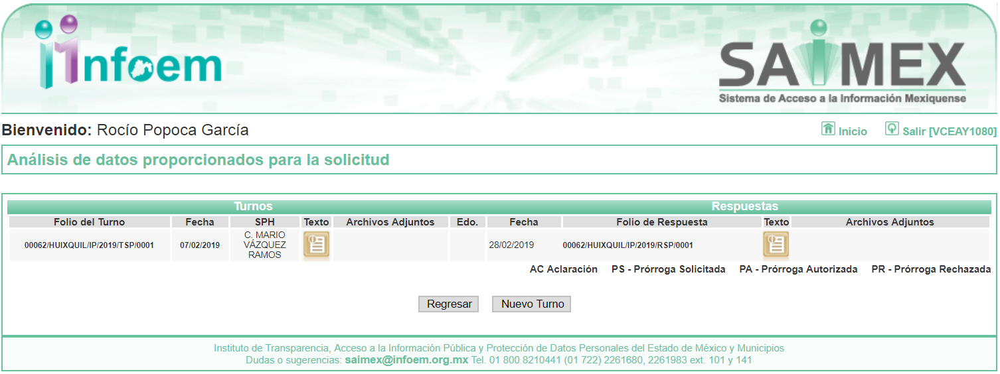 infoem
SAIMEX
Sistema de Acceso a la Información Mexiquense
Bienvenido: Rocío Popoca García
Inicio Salir [VCEAY1080]
Análisis de datos proporcionados para la solicitud
Turnos Respuestas
Folio del Turno Fecha SPH Texto Archivos Adjuntos Edo. Fecha Folio de Respuesta Texto Archivos Adjuntos
00062/HUIXQUIL/IP/2019/TSP/0001 07/02/2019 C. MARIO
VÁZQUEZ
RAMOS
28/02/2019 00062/HUIXQUIL/IP/2019/RSP/0001
AC Aclaración PS - Prórroga Solicitada PA - Prórroga Autorizada PR - Prórroga Rechazada
Regresar Nuevo Turno
Instituto de Transparencia, Acceso a la Información Pública y Protección de Datos Personales del Estado de México y Municipios
Dudas o sugerencias: saimex@infoem.org.mx Tel. 01 800 8210441 (01 722) 2261680, 2261983 ext. 101 y 141